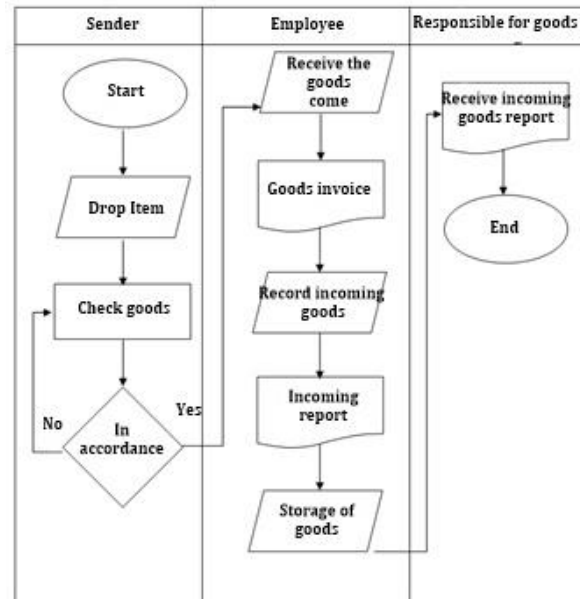 Sender
Employee
Responsible for goods
Start
Drop Item
Check goods
In
accordance
No
Yes
Receive the
goods
come
Goods invoice
Record incoming
goods
Incoming
report
Storage of
goods
Receive incoming
goods report
End